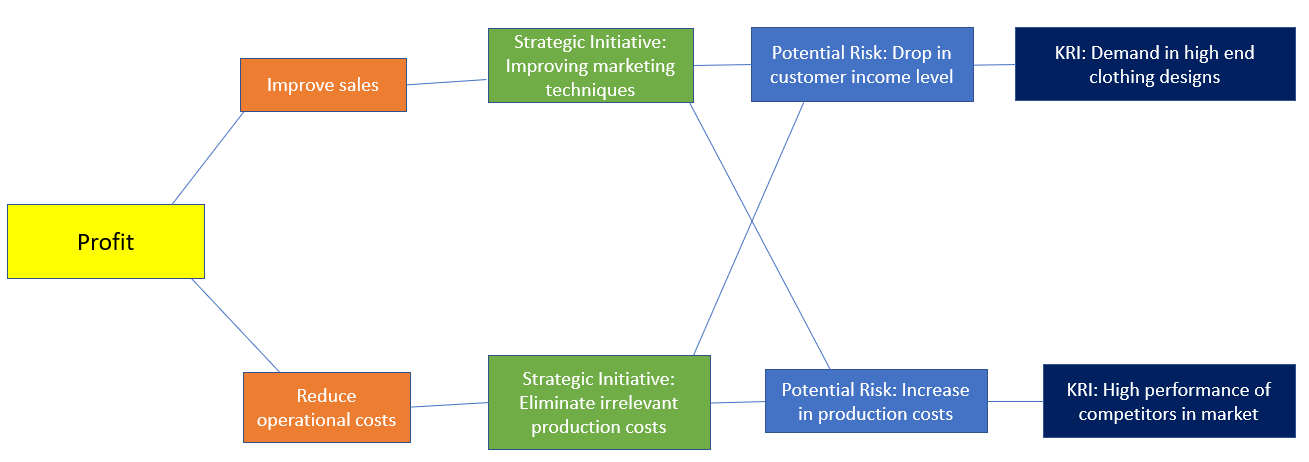 Strategic Initiative:
Improving marketing
techniques
Potential Risk: Drop in
customer income level
KRI: Demand in high end
clothing designs
Improve sales
Profit
Reduce
operational costs
Strategic Initiative:
Eliminate irrelevant
production costs
Potential Risk: Increase
in production costs
KRI: High performance of
competitors in market